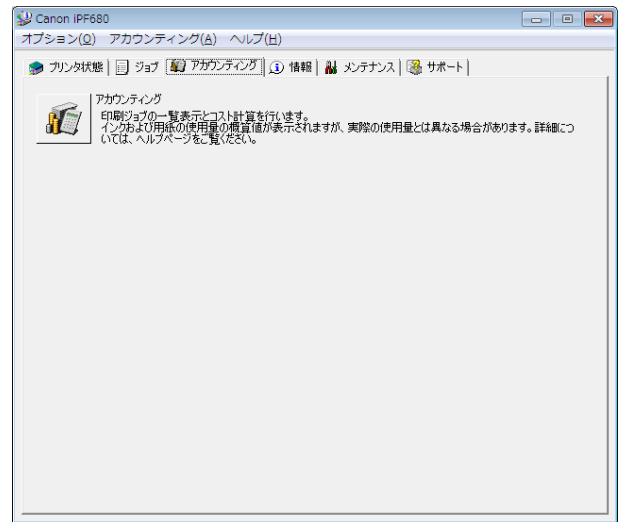 Canon iPF680
オプション(O) アカウンティング(A) ヘルプ(H)
プリンタ状態 ジョブ アカウンティング 情報 メンテナンス サポート
アカウンティング
印刷ジョブの一覧表示とコスト計算を行います。
インクおよび用紙の使用量の概算値が表示されますが、実際の使用量とは異なる場合があります。詳細につ
いては、ヘルプページをご覧ください。